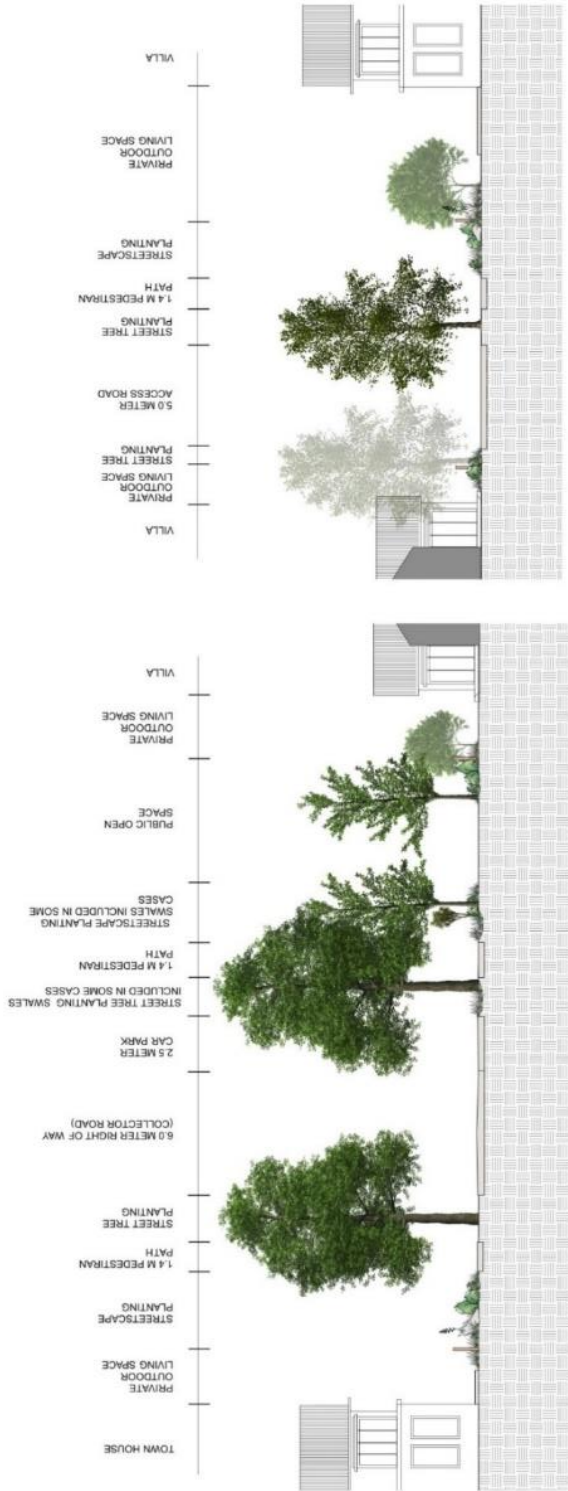 TOWN HOUSE
PRIVATE
OUTDOOR
LIVING SPACE
STREETSCAPE
PLANTING
1.4 M PEDESTIRAN
PATH
STREET TREE
PLANTING
6.0 METER RIGHT OF WAY
(COLLECTOR ROAD)
2.5 METER
CAR PARK
STREET TREE PLANTING SWALES
INCLUDED IN SOME CASES
1.4 M PEDESTIRAN
PATH
STREETSCAPE PLANTING
SWALES INCLUDED IN SOME
CASES
PUBLIC OPEN
SPACE
PRIVATE
OUTDOOR
LIVING SPACE
VILLA
VILLA
PRIVATE
OUTDOOR
LIVING SPACE
STREET TREE
PLANTING
5.0 METER
ACCESS ROAD
STREET TREE
PLANTING
1.4 M PEDESTIRAN
PATH
STREETSCAPE
PLANTING
PRIVATE
OUTDOOR
LIVING SPACE
VILLA